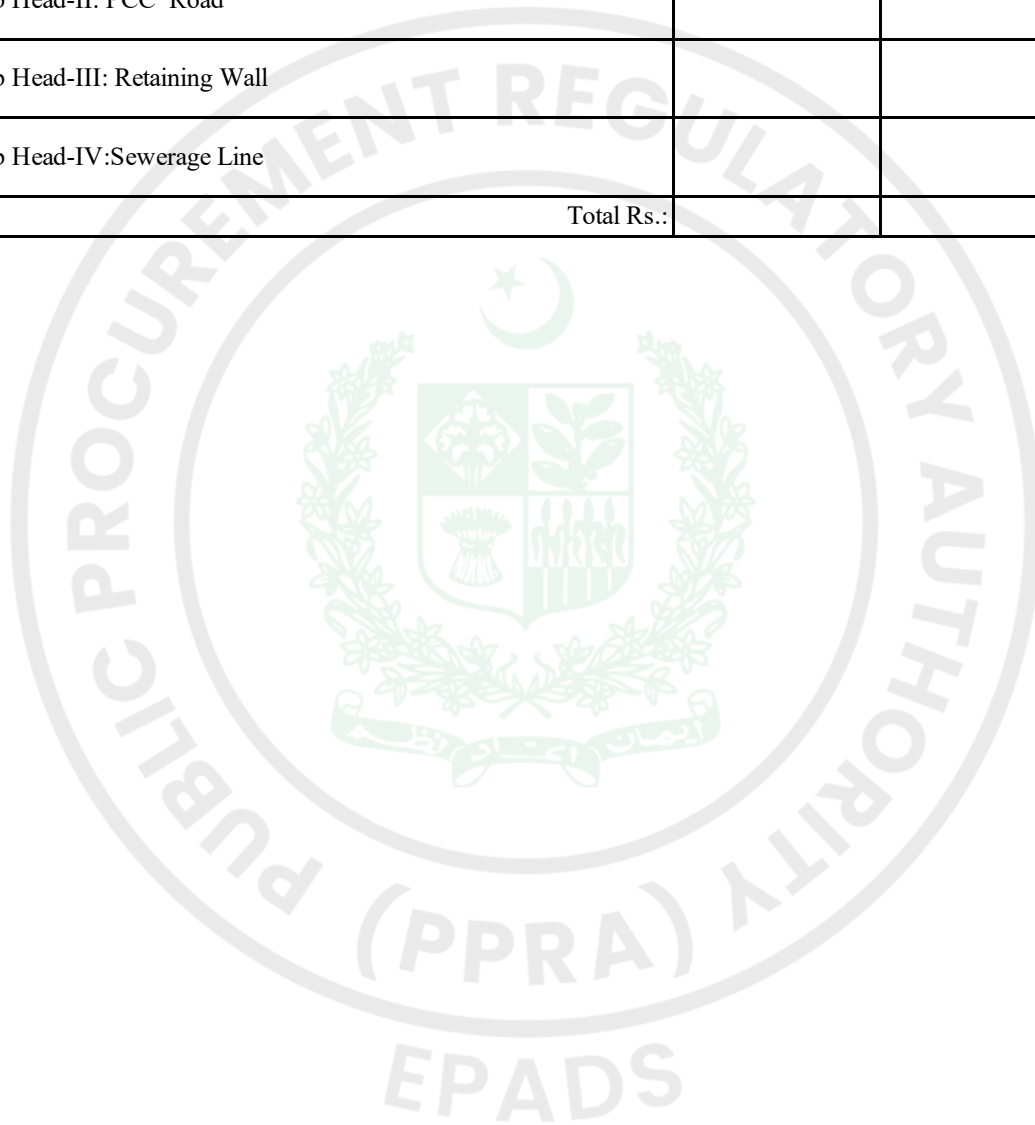 b Head-II: PCC Road
b Head-III: Retaining Wall
b Head-IV:Sewerage Line
Total Rs.:
PUBLIC PROCUREMENT REGULATORY AUTHORITY
(PPRA)
EPADS